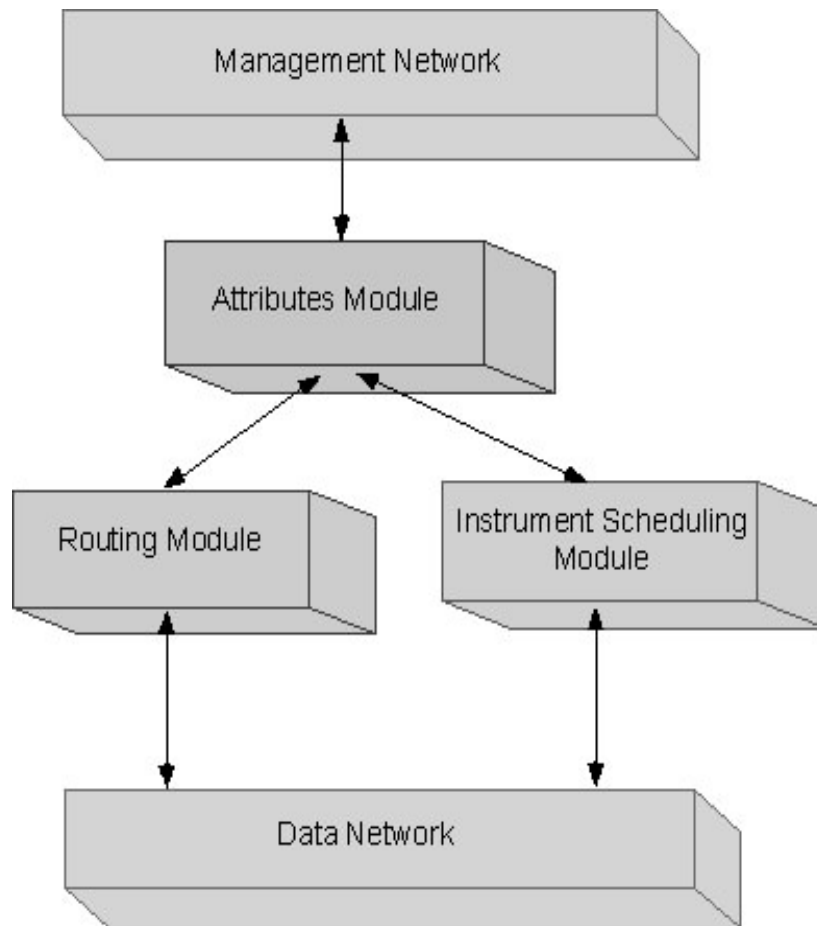 Management Network
Attributes Module
Routing Module
Instrument Scheduling
Module
Data Network